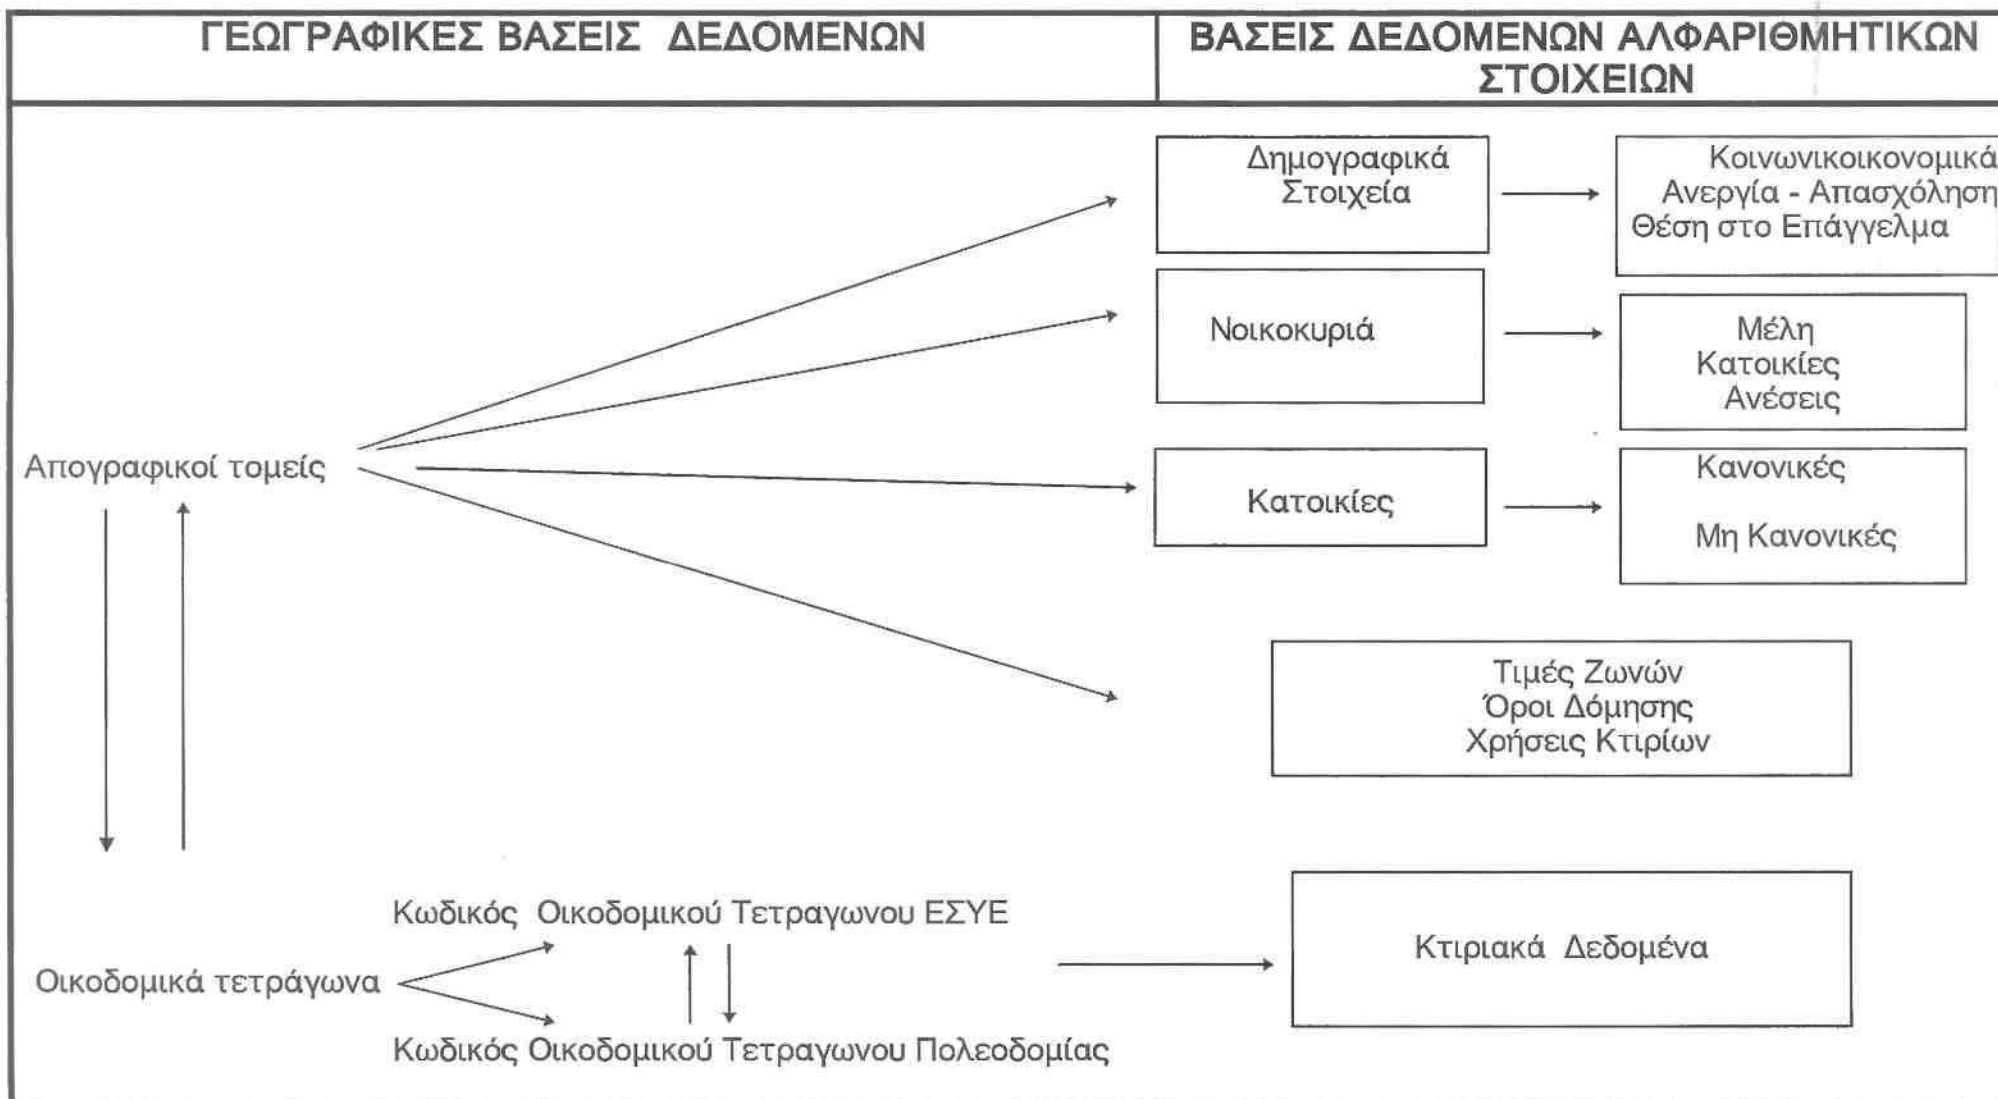 ΓΕΩΓΡΑΦΙΚΕΣ ΒΑΣΕΙΣ ΔΕΔΟΜΕΝΩΝ
ΒΑΣΕΙΣ ΔΕΔΟΜΕΝΩΝ ΑΛΦΑΡΙΘΜΗΤΙΚΩΝ
ΣΤΟΙΧΕΙΩΝ
Δημογραφικά
Στοιχεία
Κοινωνικοικονομικά
Ανεργία - Απασχόληση
Θέση στο Επάγγελμα
Νοικοκυριά
Μέλη
Κατοικίες
Ανέσεις
Απογραφικοί τομείς
Κατοικίες
Κανονικές
Μη Κανονικές
Τιμές Ζωνών
Όροι Δόμησης
Χρήσεις Κτιρίων
Κωδικός Οικοδομικού Τετραγωνου ΕΣΥΕ
Οικοδομικά τετράγωνα
Κωδικός Οικοδομικού Τετραγωνου Πολεοδομίας
Κτιριακά Δεδομένα